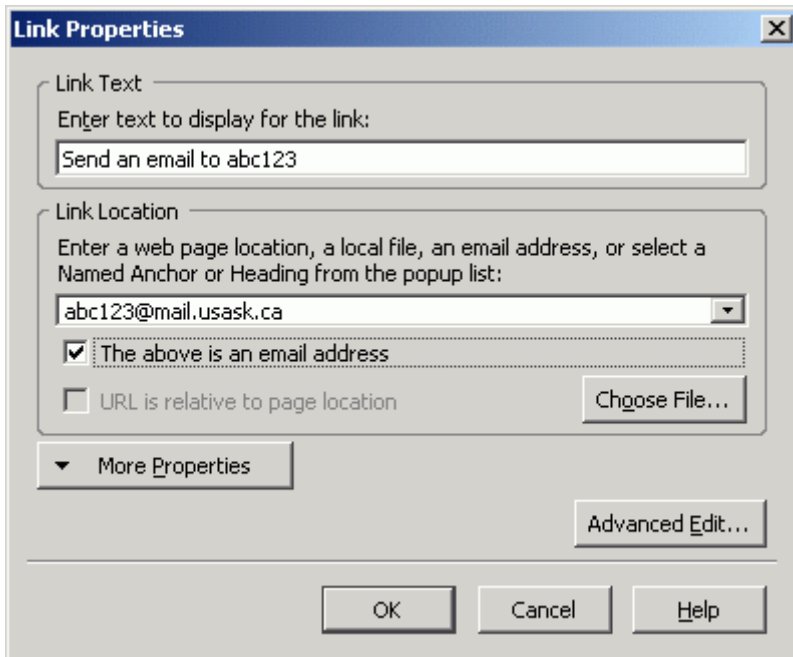 Link Properties
Link Text
Enter text to display for the link:
Send an email to abc123
Link Location
Enter a web page location, a local file, an email address, or select a
Named Anchor or Heading from the popup list:
abc123@mail.usask.ca
The above is an email address
URL is relative to page location
Choose File...
More Properties
Advanced Edit...
OK
Cancel
Help